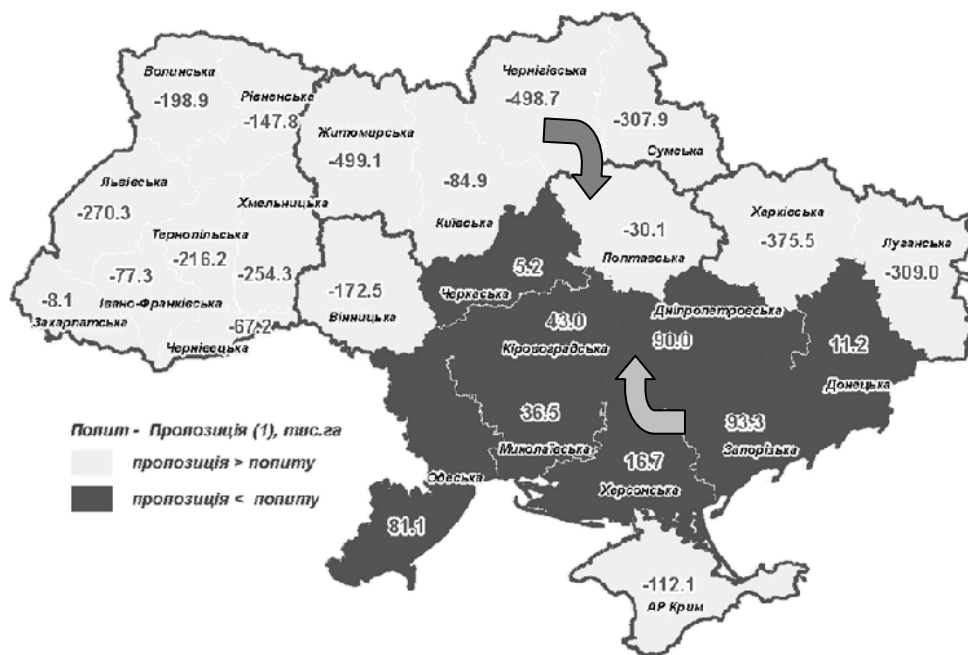 Чернігівська
-498.7
Волинська
-198.9
Рівненська
-147.8
-307.9
Сумська
Житомирська
-499.1
-84.9
Київська
Львівська
-270.3
Хмельницька
Тернопільська
-216.2
-254.3
-77.3
Івано-Франківська
-8.1
Закарпатська
-67.2
Чернівецька
-172.5
Вінницька
-30.1
Полтавська
Харківська
-375.5
Луганська
-309.0
5.2
Черкаська
43.0
Кіровоградська
Дніпропетровська
90.0
11.2
Донецька
36.5
Миколаївська
93.3
Запорізька
16.7
Херсонська
Одеська
81.1
-112.1
АР Крим
Попит - Пропозиція (1), тис.га
пропозиція > попиту
пропозиція < попиту